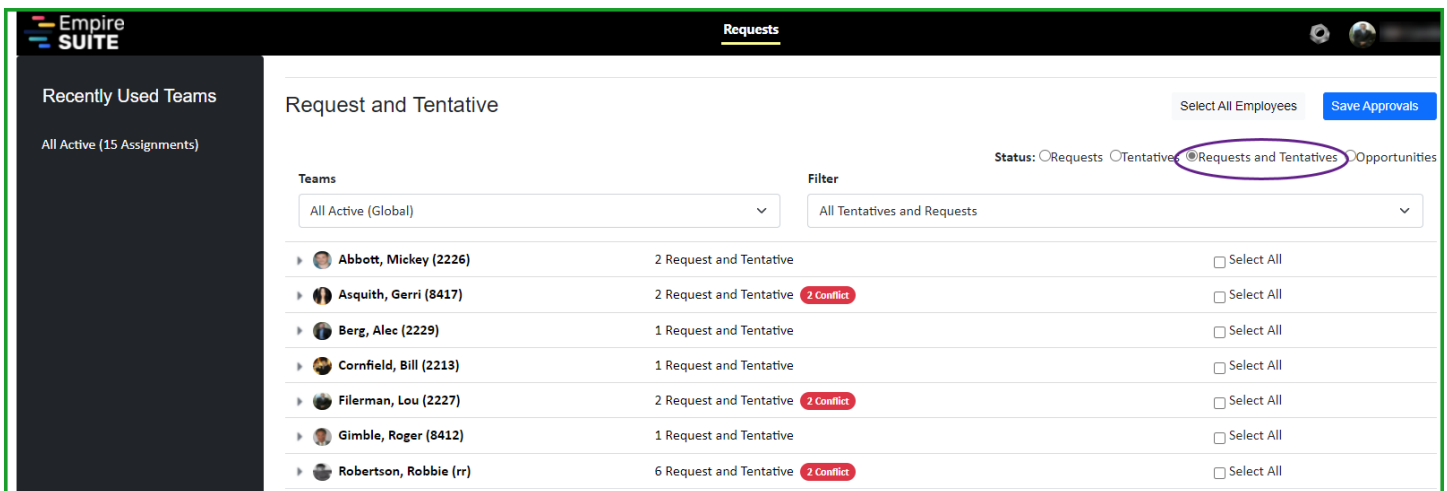 Empire
SUITE
Requests
Recently Used Teams
All Active (15 Assignments)
Request and Tentative
Select All Employees
Save Approvals
Status: Requests Tentatives Requests and Tentatives Opportunities
Teams
Filter
All Active (Global)
All Tentatives and Requests
Abbott, Mickey (2226) 2 Request and Tentative Select All
Asquith, Gerri (8417) 2 Request and Tentative 2 Conflict Select All
Berg, Alec (2229) 1 Request and Tentative Select All
Cornfield, Bill (2213) 1 Request and Tentative Select All
Filerman, Lou (2227) 2 Request and Tentative 2 Conflict Select All
Gimble, Roger (8412) 1 Request and Tentative Select All
Robertson, Robbie (rr) 6 Request and Tentative 2 Conflict Select All